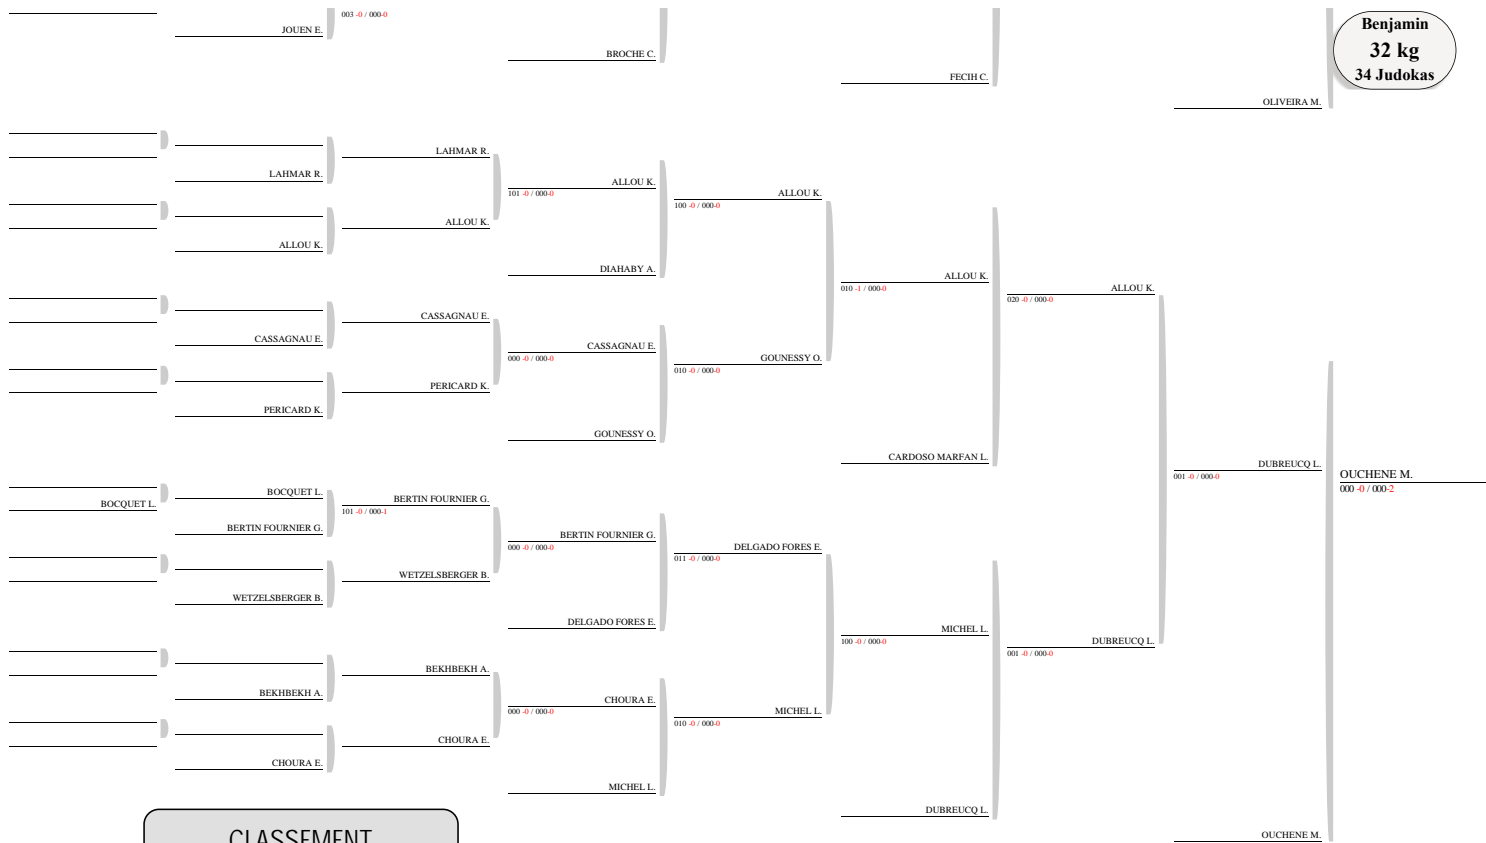 003 -0 / 000-0
JOUEN E.
BROCHE C.
FECIH C.
OLIVEIRA M.
Benjamin
32 kg
34 Judokas
LAHMAR R.
LAHMAR R.
ALLOU K.
101 -0 / 000-0
ALLOU K.
100 -0 / 000-0
ALLOU K.
ALLOU K.
DIAHABY A.
ALLOU K.
010 -1 / 000-0
ALLOU K.
020 -0 / 000-0
CASSAGNAU E.
CASSAGNAU E.
CASSAGNAU E.
000 -0 / 000-0
GOUNESSY O.
010 -0 / 000-0
PERICARD K.
PERICARD K.
GOUNESSY O.
CARDOSO MARFAN L.
DUBREUCQ L.
001 -0 / 000-0
OUCHENE M.
000 -0 / 000-2
BOCQUET L.
BOCQUET L.
BERTIN FOURNIER G.
101 -0 / 000-1
BERTIN FOURNIER G.
BERTIN FOURNIER G.
000 -0 / 000-0
DELGADO FORES E.
011 -0 / 000-0
WETZELSBERGER B.
WETZELSBERGER B.
DELGADO FORES E.
MICHEL L.
100 -0 / 000-0
DUBREUCQ L.
001 -0 / 000-0
BEKHBEKH A.
BEKHBEKH A.
CHOURA E.
000 -0 / 000-0
MICHEL L.
010 -0 / 000-0
CHOURA E.
CHOURA E.
MICHEL L.
DUBREUCQ L.
OUCHENE M.
CLASSEMENT